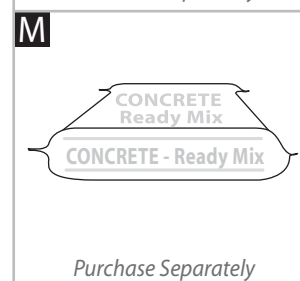 M
CONCRETE
Ready Mix
CONCRETE - Ready Mix
Purchase Separately